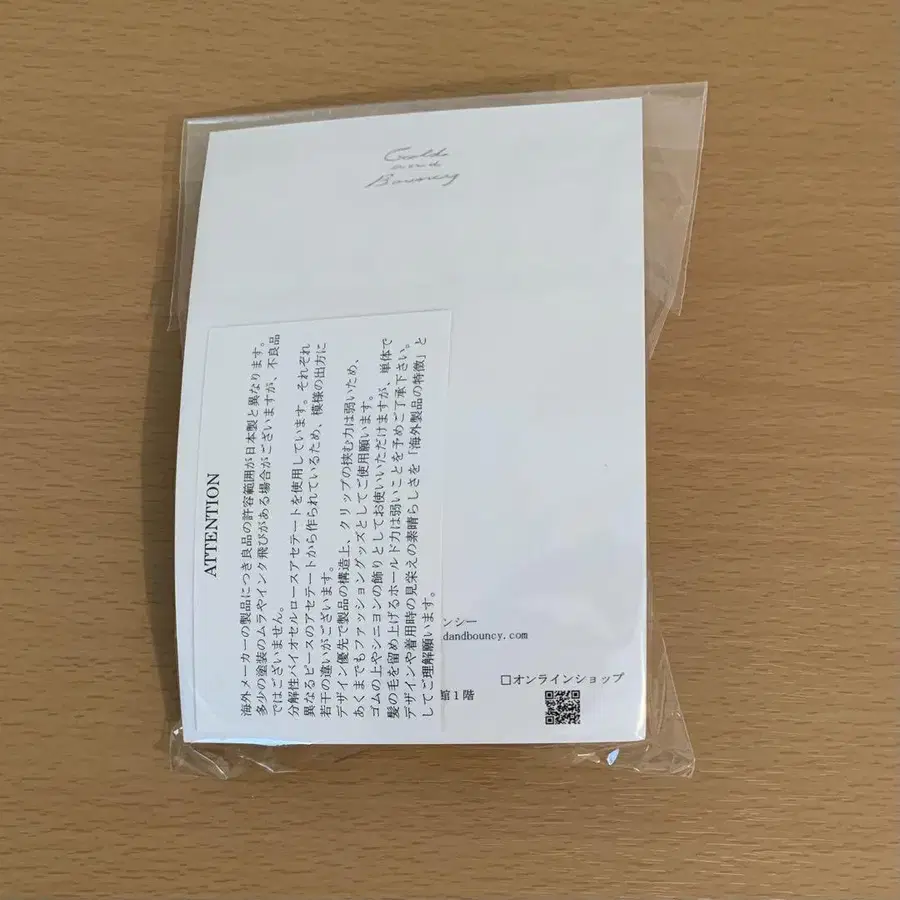 Gold
and
Bouncy
ATTENTION
海外メーカーの製品につき良品の許容範囲が日本製と異なります。
多少の塗装のムラやインク飛びがある場合がございますが、不良品
ではございません。
分解性バイオセルロースアセテートを使用しています。それぞれ
異なるピースのアセテートから作られているため、模様の出方に
若干の違いがございます。
デザイン優先で製品の構造上、クリップの挟む力は弱いため、
あくまでもファッショングッズとしてご使用願います。
ゴムの上やシニヨンの飾りとしてお使いいただけますが、単体で
髪の毛を留め上げるホールド力は弱いことを予めご了承下さい。
デザインや着用時の見栄えの素晴らしさを「海外製品の特徴」と
してご理解願います。
ンシー
dandbouncy.com
第1種
□オンラインショップ